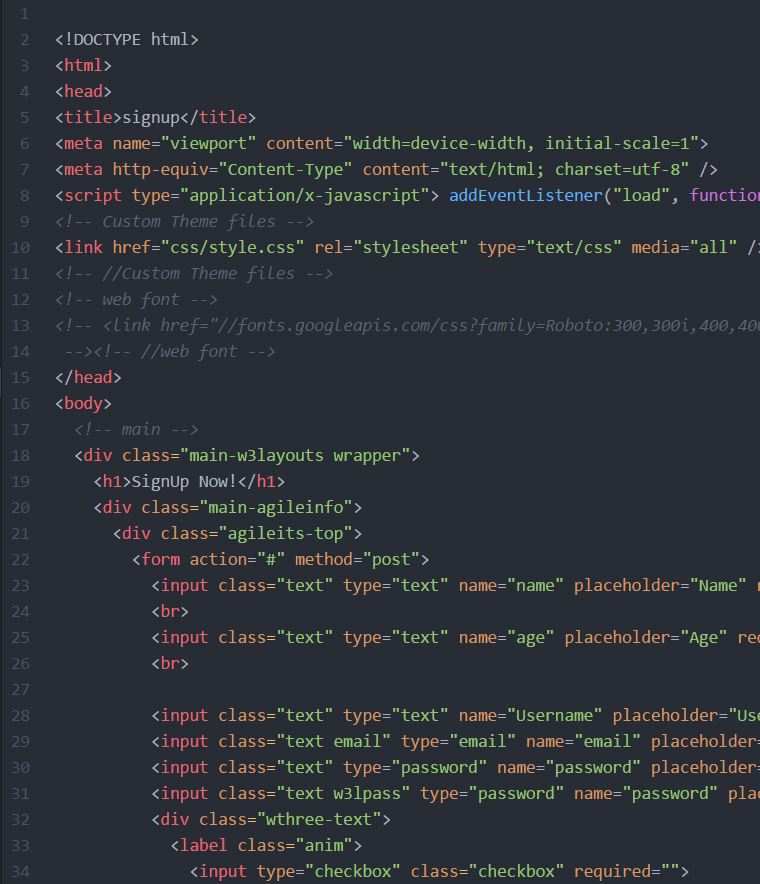 1
2 <!DOCTYPE html>
3 <html>
4 <head>
5 <title>signup</title>
6 <meta name="viewport" content="width=device-width, initial-scale=1">
7 <meta http-equiv="Content-Type" content="text/html; charset=utf-8" />
8 <script type="application/x-javascript"> addEventListener("load", function
9 <!-- Custom Theme files -->
10 <link href="css/style.css" rel="stylesheet" type="text/css" media="all" />
11 <!-- //Custom Theme files -->
12 <!-- web font -->
13 <!-- <link href="//fonts.googleapis.com/css?family=Roboto:300,300i,400,400
14 --><!-- //web font -->
15 </head>
16 <body>
17 <!-- main -->
18 <div class="main-w3layouts wrapper">
19 <h1>SignUp Now!</h1>
20 <div class="main-agileinfo">
21 <div class="agileits-top">
22 <form action="#" method="post">
23 <input class="text" type="text" name="name" placeholder="Name"
24 <br>
25 <input class="text" type="text" name="age" placeholder="Age" req
26 <br>
27
28 <input class="text" type="text" name="Username" placeholder="Use
29 <input class="text email" type="email" name="email" placeholder=
30 <input class="text" type="password" name="password" placeholder=
31 <input class="text w3lpass" type="password" name="password" plac
32 <div class="wthree-text">
33 <label class="anim">
34 <input type="checkbox" class="checkbox" required="">